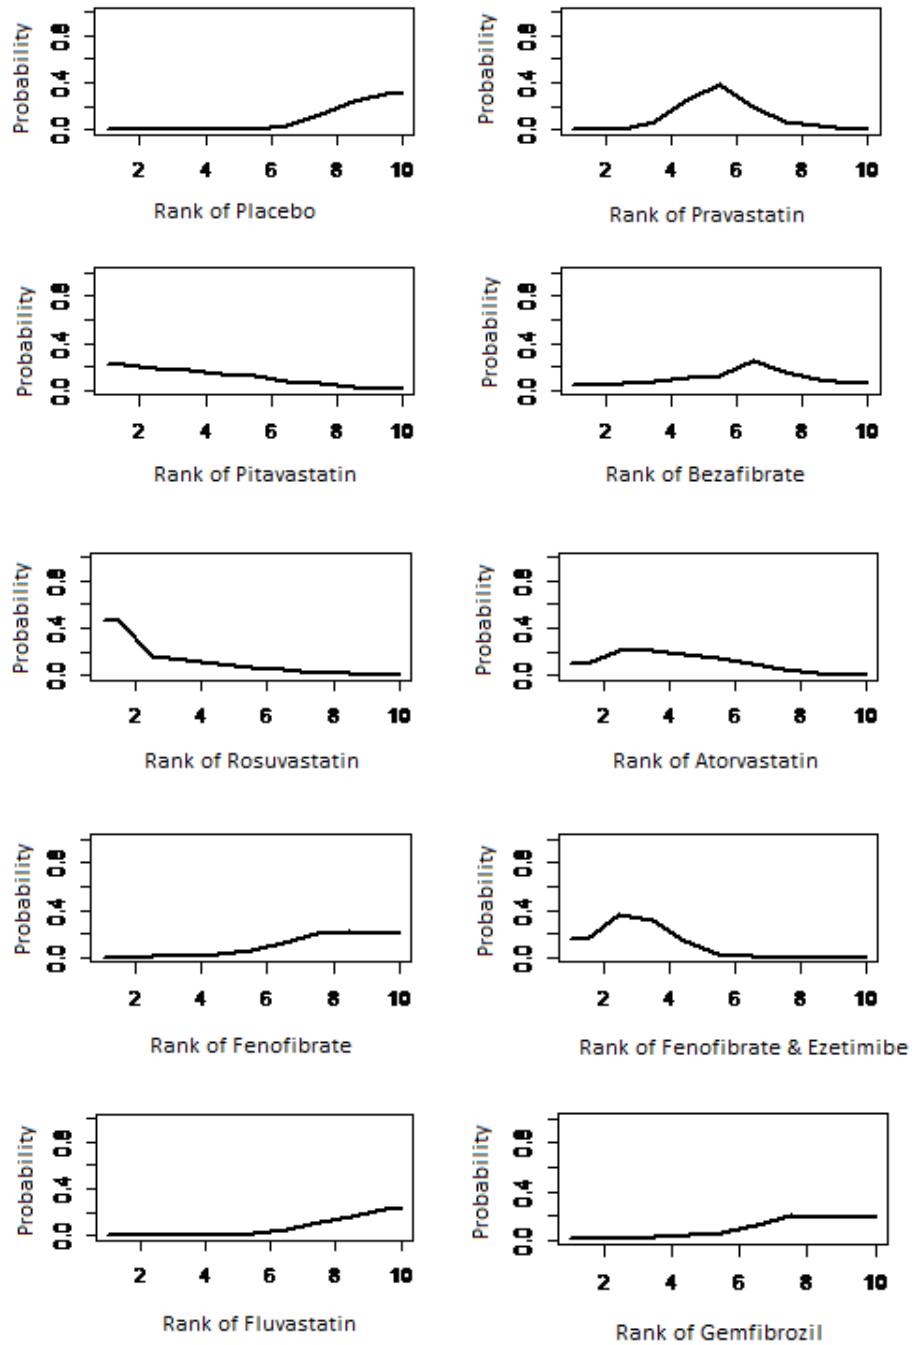 Probability
0.0 0.4 0.8
2 4 6 8 10
Rank of Placebo
Probability
0.0 0.4 0.8
2 4 6 8 10
Rank of Pravastatin
Probability
0.0 0.4 0.8
2 4 6 8 10
Rank of Pitavastatin
Probability
0.0 0.4 0.8
2 4 6 8 10
Rank of Bezafibrate
Probability
0.0 0.4 0.8
2 4 6 8 10
Rank of Rosuvastatin
Probability
0.0 0.4 0.8
2 4 6 8 10
Rank of Atorvastatin
Probability
0.0 0.4 0.8
2 4 6 8 10
Rank of Fenofibrate
Probability
0.0 0.4 0.8
2 4 6 8 10
Rank of Fenofibrate & Ezetimibe
Probability
0.0 0.4 0.8
2 4 6 8 10
Rank of Fluvastatin
Probability
0.0 0.4 0.8
2 4 6 8 10
Rank of Gemfibrozil